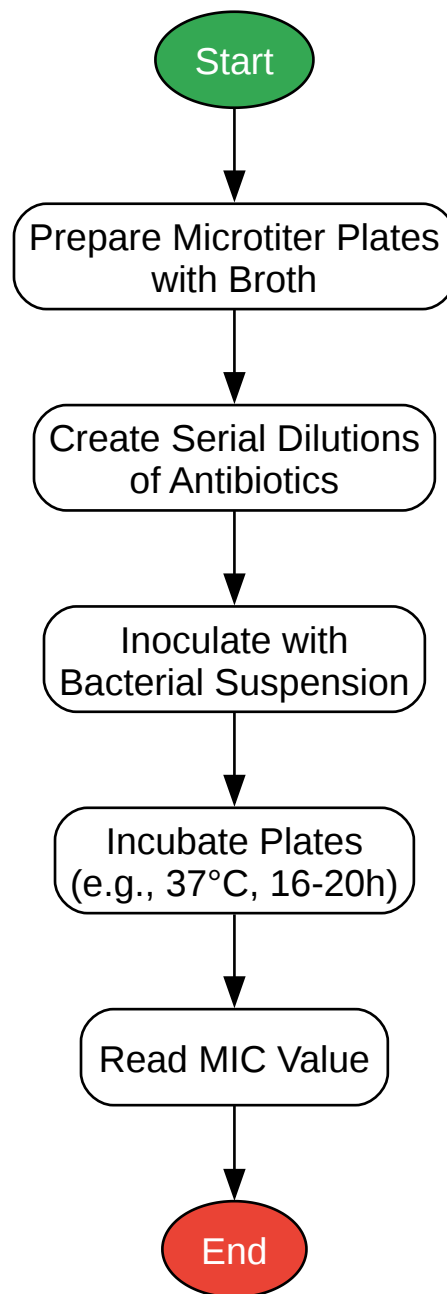 Start
Prepare Microtiter Plates
with Broth
Create Serial Dilutions
of Antibiotics
Inoculate with
Bacterial Suspension
Incubate Plates
(e.g., 37°C, 16-20h)
Read MIC Value
End